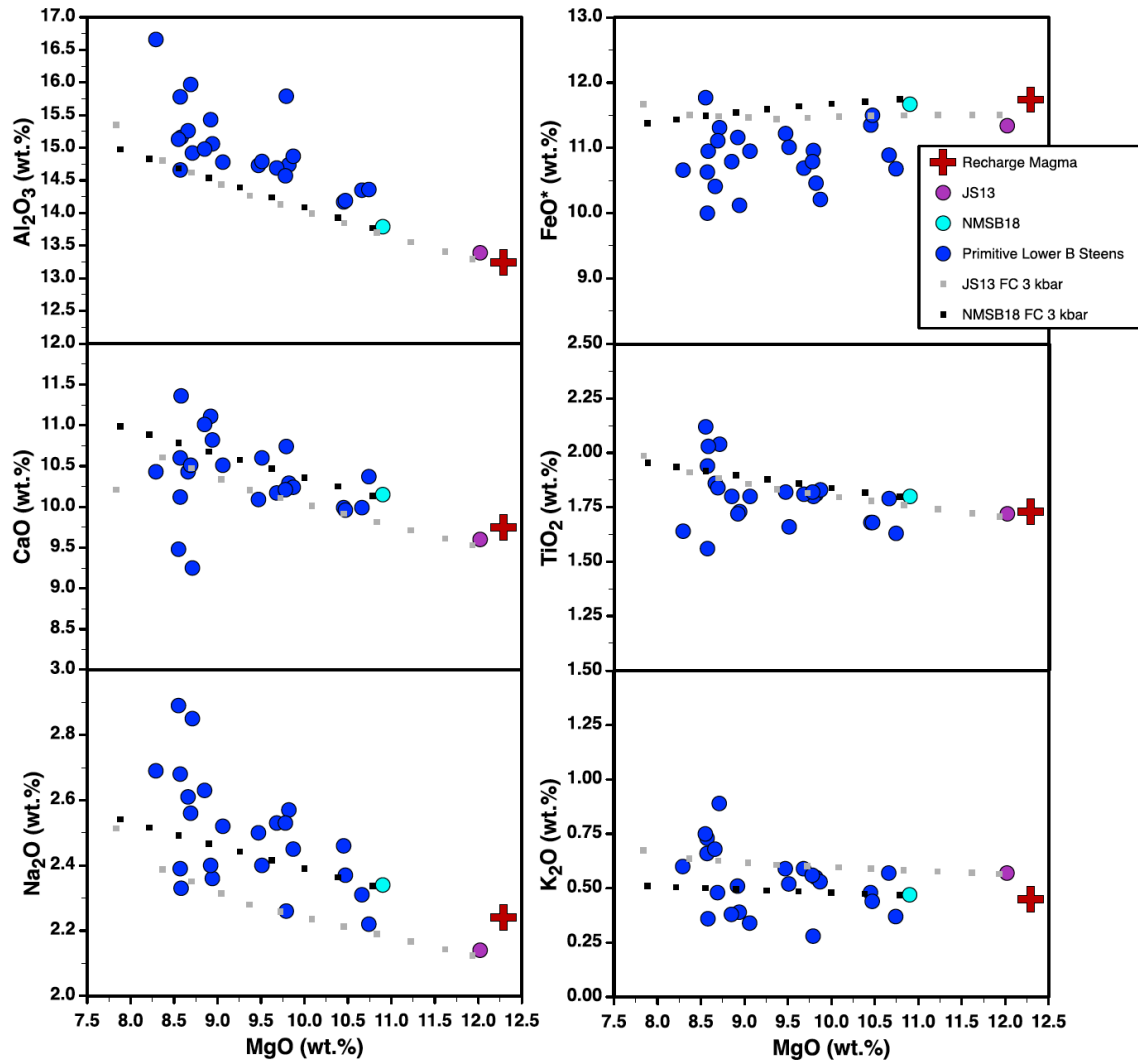 17.0
16.5
16.0
15.5
15.0
14.5
14.0
13.5
13.0
12.5
12.0
Al2O3 (wt.%)
13.0
12.0
11.0
10.0
9.0
FeO* (wt.%)
Recharge Magma
JS13
NMSB18
Primitive Lower B Steens
JS13 FC 3 kbar
NMSB18 FC 3 kbar
11.5
11.0
10.5
10.0
9.5
9.0
8.5
3.0
CaO (wt.%)
2.50
2.25
2.00
1.75
1.50
1.50
TiO2 (wt.%)
2.8
2.6
2.4
2.2
2.0
Na2O (wt.%)
7.5 8.0 8.5 9.0 9.5 10.0 10.5 11.0 11.5 12.0 12.5
MgO (wt.%)
1.25
1.00
0.75
0.50
0.25
0.00
K2O (wt.%)
7.5 8.0 8.5 9.0 9.5 10.0 10.5 11.0 11.5 12.0 12.5
MgO (wt.%)